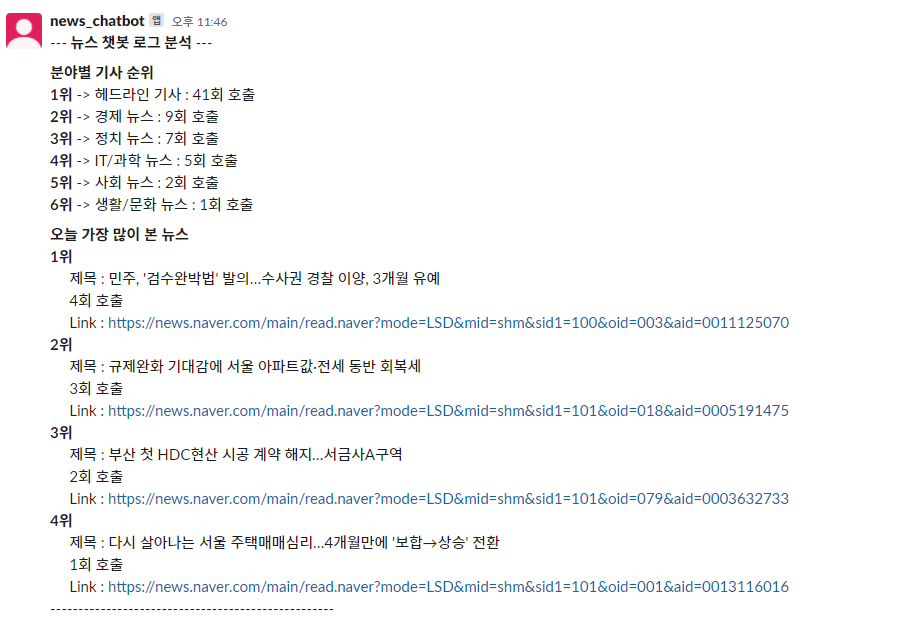 news_chatbot 앱 오후 11:46
--- 뉴스 챗봇 로그 분석 ---
분야별 기사 순위
1위 -> 헤드라인 기사 : 41회 호출
2위 -> 경제 뉴스 : 9회 호출
3위 -> 정치 뉴스 : 7회 호출
4위 -> IT/과학 뉴스 : 5회 호출
5위 -> 사회 뉴스 : 2회 호출
6위 -> 생활/문화 뉴스 : 1회 호출
오늘 가장 많이 본 뉴스
1위
제목 : 민주, '검수완박법' 발의…수사권 경찰 이양, 3개월 유예
4회 호출
Link : https://news.naver.com/main/read.naver?mode=LSD&mid=shm&sid1=100&oid=003&aid=0011125070
2위
제목 : 규제완화 기대감에 서울 아파트값·전세 동반 회복세
3회 호출
Link : https://news.naver.com/main/read.naver?mode=LSD&mid=shm&sid1=101&oid=018&aid=0005191475
3위
제목 : 부산 첫 HDC현산 시공 계약 해지…서금사A구역
2회 호출
Link : https://news.naver.com/main/read.naver?mode=LSD&mid=shm&sid1=101&oid=079&aid=0003632733
4위
제목 : 다시 살아나는 서울 주택매매심리…4개월만에 '보합→상승' 전환
1회 호출
Link : https://news.naver.com/main/read.naver?mode=LSD&mid=shm&sid1=101&oid=001&aid=0013116016
---------------------------------------------------